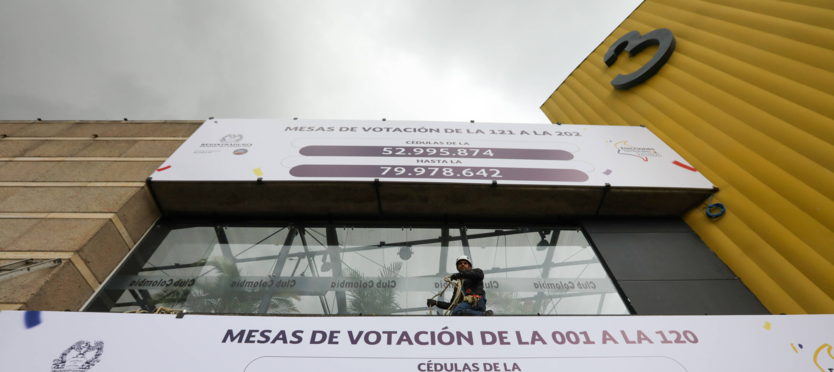 3
MESAS DE VOTACIÓN DE LA 121 A LA 202
REGISTRADURÍA
CÉDULAS DE LA
52.995.874
HASTA LA
79.978.642
Club Colombia Club Colombia Club Colombia Club Colombia
MESAS DE VOTACIÓN DE LA 001 A LA 120
CÉDULAS DE LA